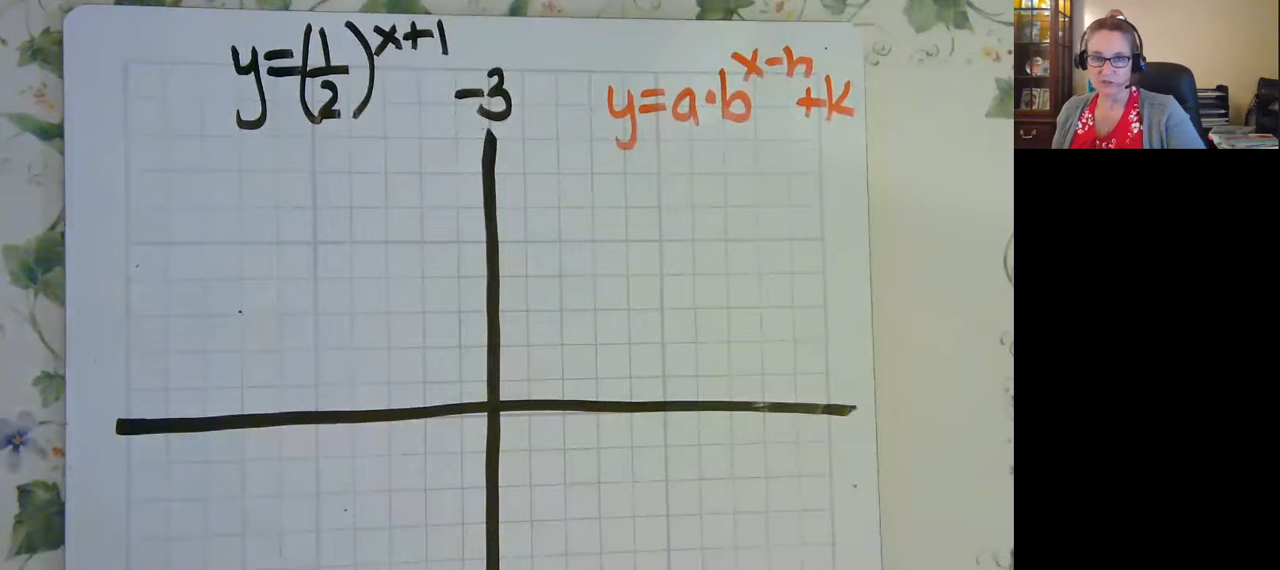 y=(1/2)^x+1 -3
y=a·b^x-h +k